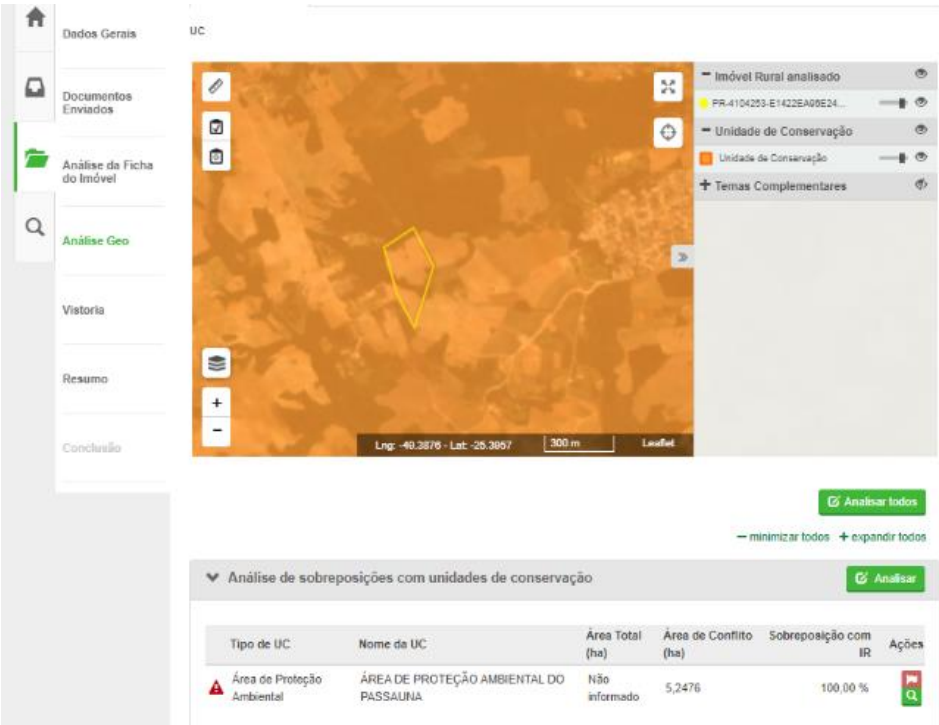 Dados Gerais
UC
Documentos
Enviados
Análise da Ficha
do Imóvel
Análise Geo
Vistoria
Resumo
Conclusão
Imóvel Rural analisado
PR-4104253-E1422EA95E24...
Unidade de Conservação
Unidade de Conservação
Temas Complementares
+
−
Lng: -49.3876 - Lat: -25.3957
300 m
Leaflet
Analisar todos
minimizar todos + expandir todos
Análise de sobreposições com unidades de conservação
Analisar
Tipo de UC
Nome da UC
Área Total
(ha)
Área de Conflito
(ha)
Sobreposição com
IR
Ações
Área de Proteção
Ambiental
ÁREA DE PROTEÇÃO AMBIENTAL DO
PASSAUNA
Não
informado
5,2476
100,00 %